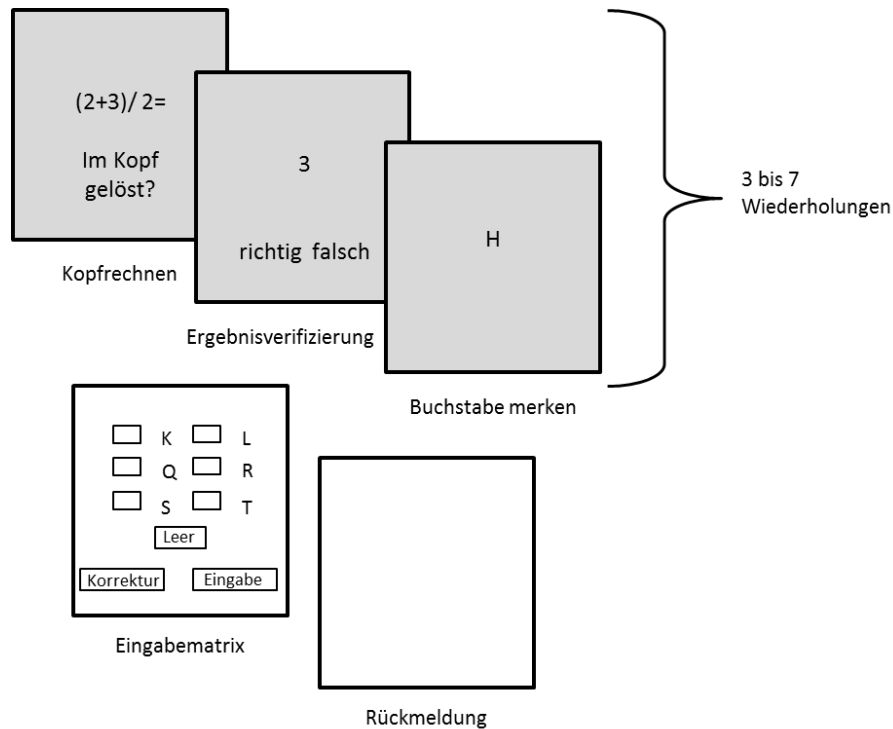 (2+3)/ 2=
Im Kopf
gelöst?
Kopfrechnen
3
richtig falsch
Ergebnisverifizierung
H
Buchstabe merken
3 bis 7
Wiederholungen
K L
Q R
S T
Leer
Korrektur Eingabe
Eingabematrix
Rückmeldung